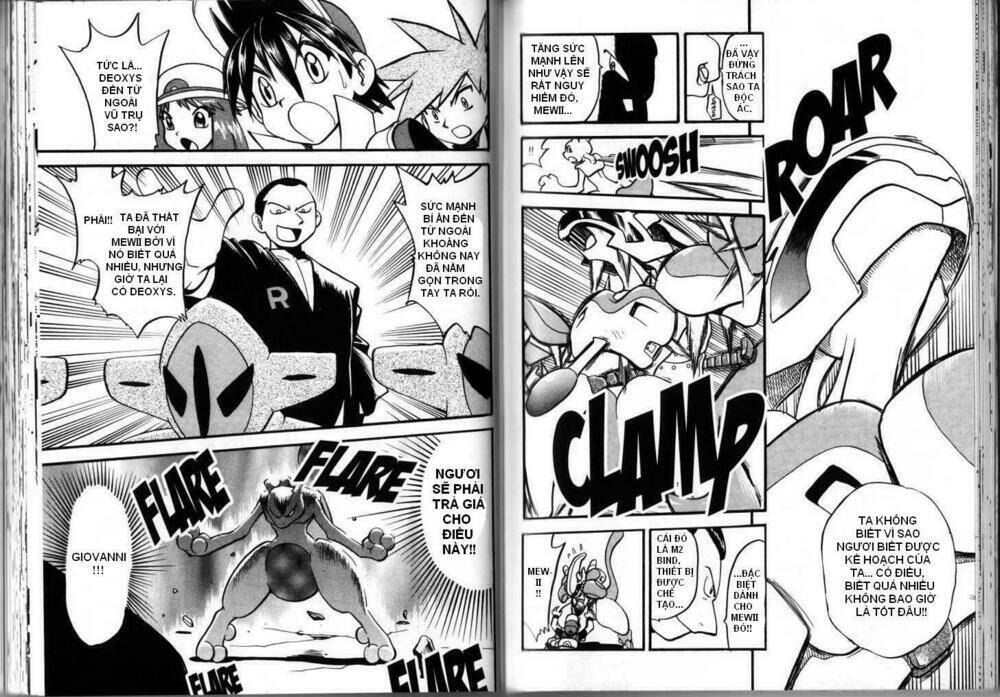 ...ĐÃ VẬY
ĐỪNG
TRÁCH
SAO TA
ĐỘC
ÁC.
TĂNG SỨC
MẠNH LÊN
NHƯ VẬY SẼ
RẤT NGUY
HIỂM ĐÓ,
MEWII...
ROAR
!!
SWOOSH
CLAMP
TA KHÔNG
BIẾT VÌ SAO
NGƯƠI BIẾT ĐƯỢC
KẾ HOẠCH CỦA
TA... CÓ ĐIỀU,
BIẾT QUÁ NHIỀU
KHÔNG BAO GIỜ
LÀ TỐT ĐÂU!!
CÁI ĐÓ
LÀ M2
BIND,
THIẾT BỊ
ĐƯỢC
CHẾ
TẠO...
...ĐẶC
BIỆT
DÀNH
CHO
MEWII
ĐÓ!!
MEW-
II!!
TỨC
LÀ...
DEOXYS
ĐẾN TỪ
NGOÀI
VŨ TRỤ
SAO?!
SỨC MẠNH
BÍ ẨN ĐẾN
TỪ NGOÀI
KHOẢNG
KHÔNG NAY
ĐÃ NẰM
GỌN TRONG
TAY TA RỒI.
PHẢI!!
TA ĐÃ THẤT
BẠI VỚI
MEWII BỞI VÌ
NÓ BIẾT QUÁ
NHIỀU, NHƯNG
GIỜ TA LẠI
CÓ DEOXYS.
R
NGƯƠI
SẼ PHẢI
TRẢ GIÁ
CHO
ĐIỀU
NÀY!!
FLARE
FLARE
GIOVANNI
!!!
FLARE
FLARE